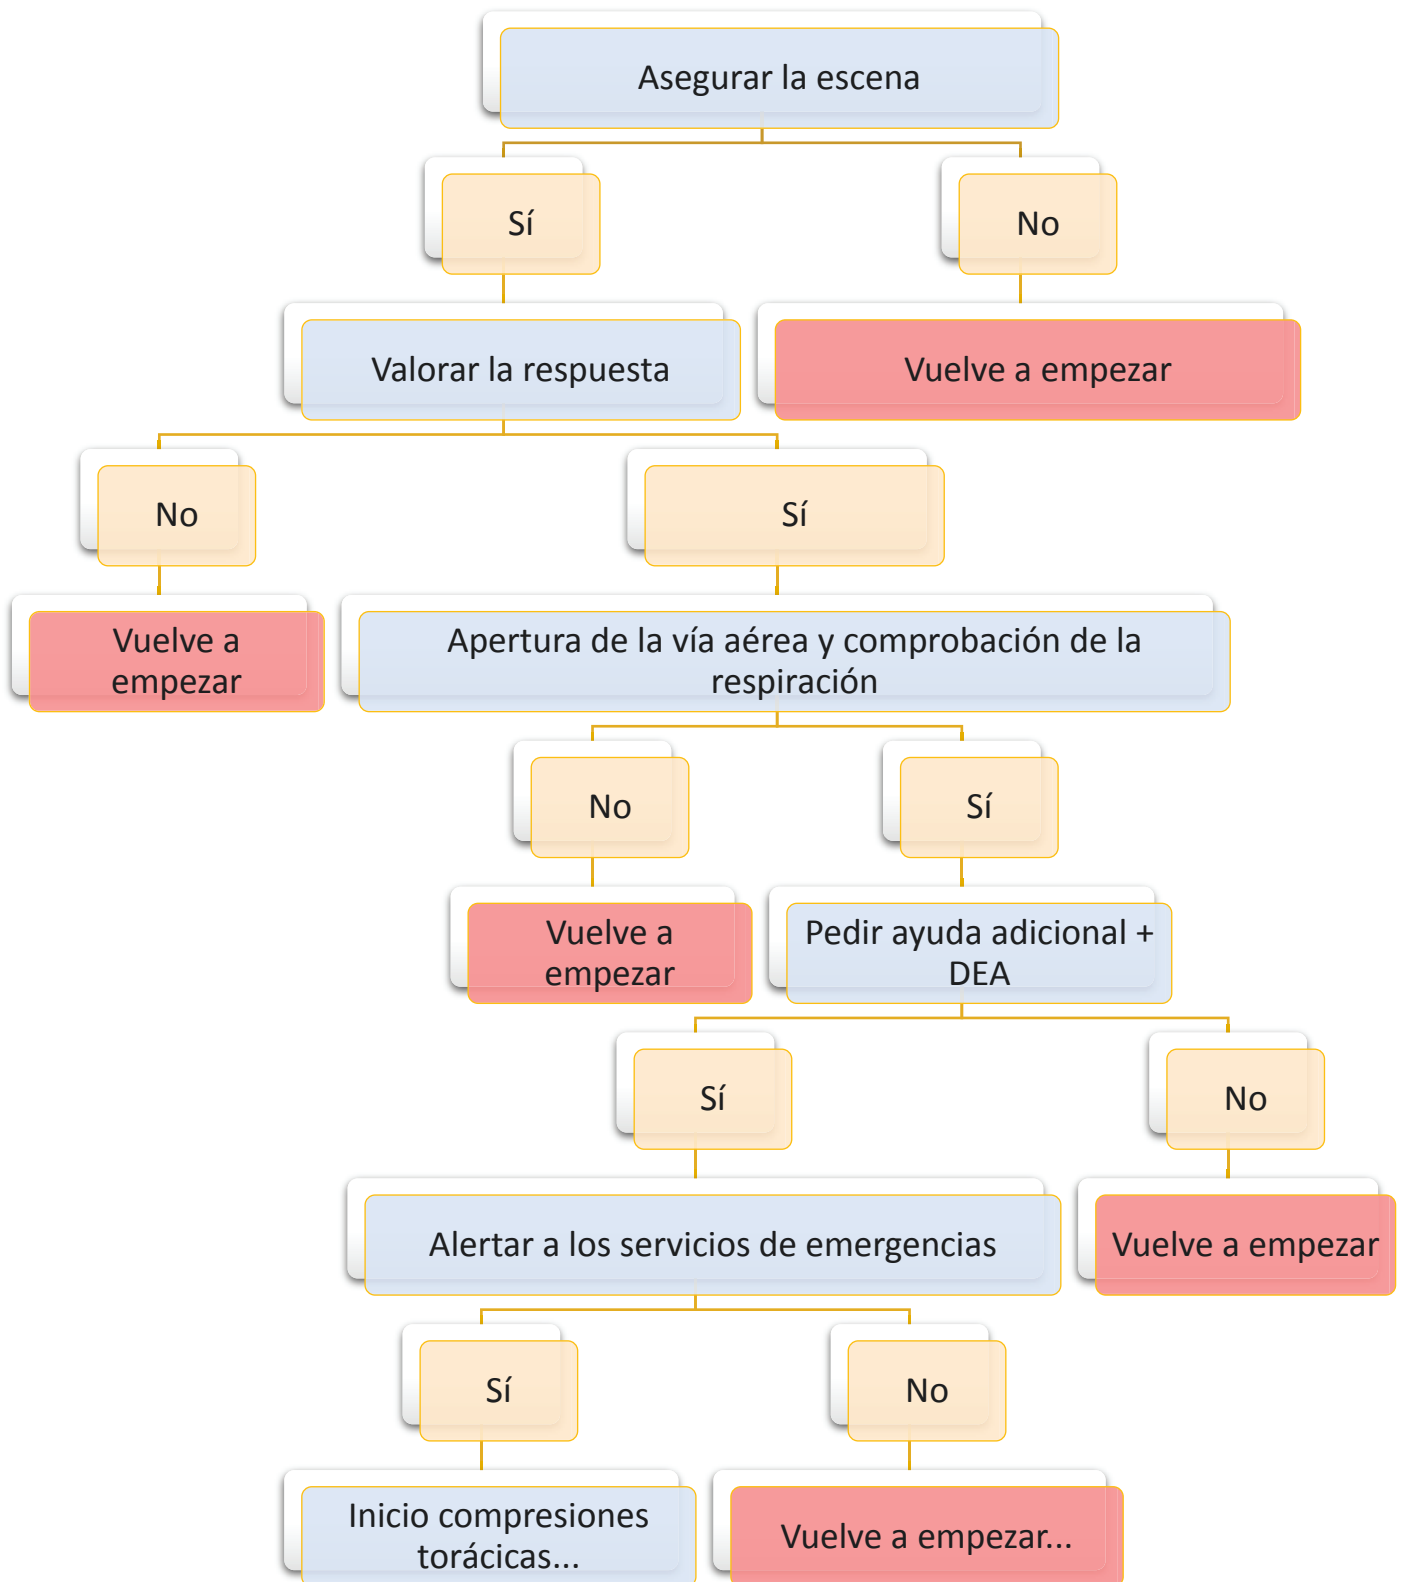 Asegurar la escena
Sí
No
Valorar la respuesta
Vuelve a empezar
No
Sí
Vuelve a
empezar
Apertura de la vía aérea y comprobación de la
respiración
No
Sí
Vuelve a
empezar
Pedir ayuda adicional +
DEA
Sí
No
Alertar a los servicios de emergencias
Vuelve a empezar
Sí
No
Inicio compresiones
torácicas...
Vuelve a empezar...